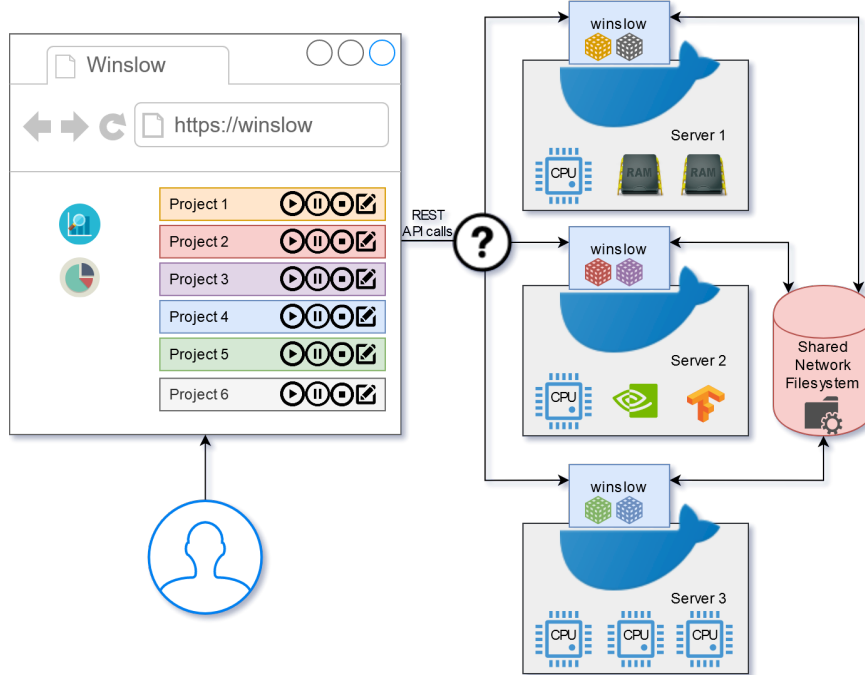 Winslow
https://winslow
Project 1
Project 2
Project 3
Project 4
Project 5
Project 6
REST
API calls
?
winslow
Server 1
CPU
RAM
RAM
winslow
Server 2
CPU
Shared
Network
Filesystem
winslow
Server 3
CPU
CPU
CPU